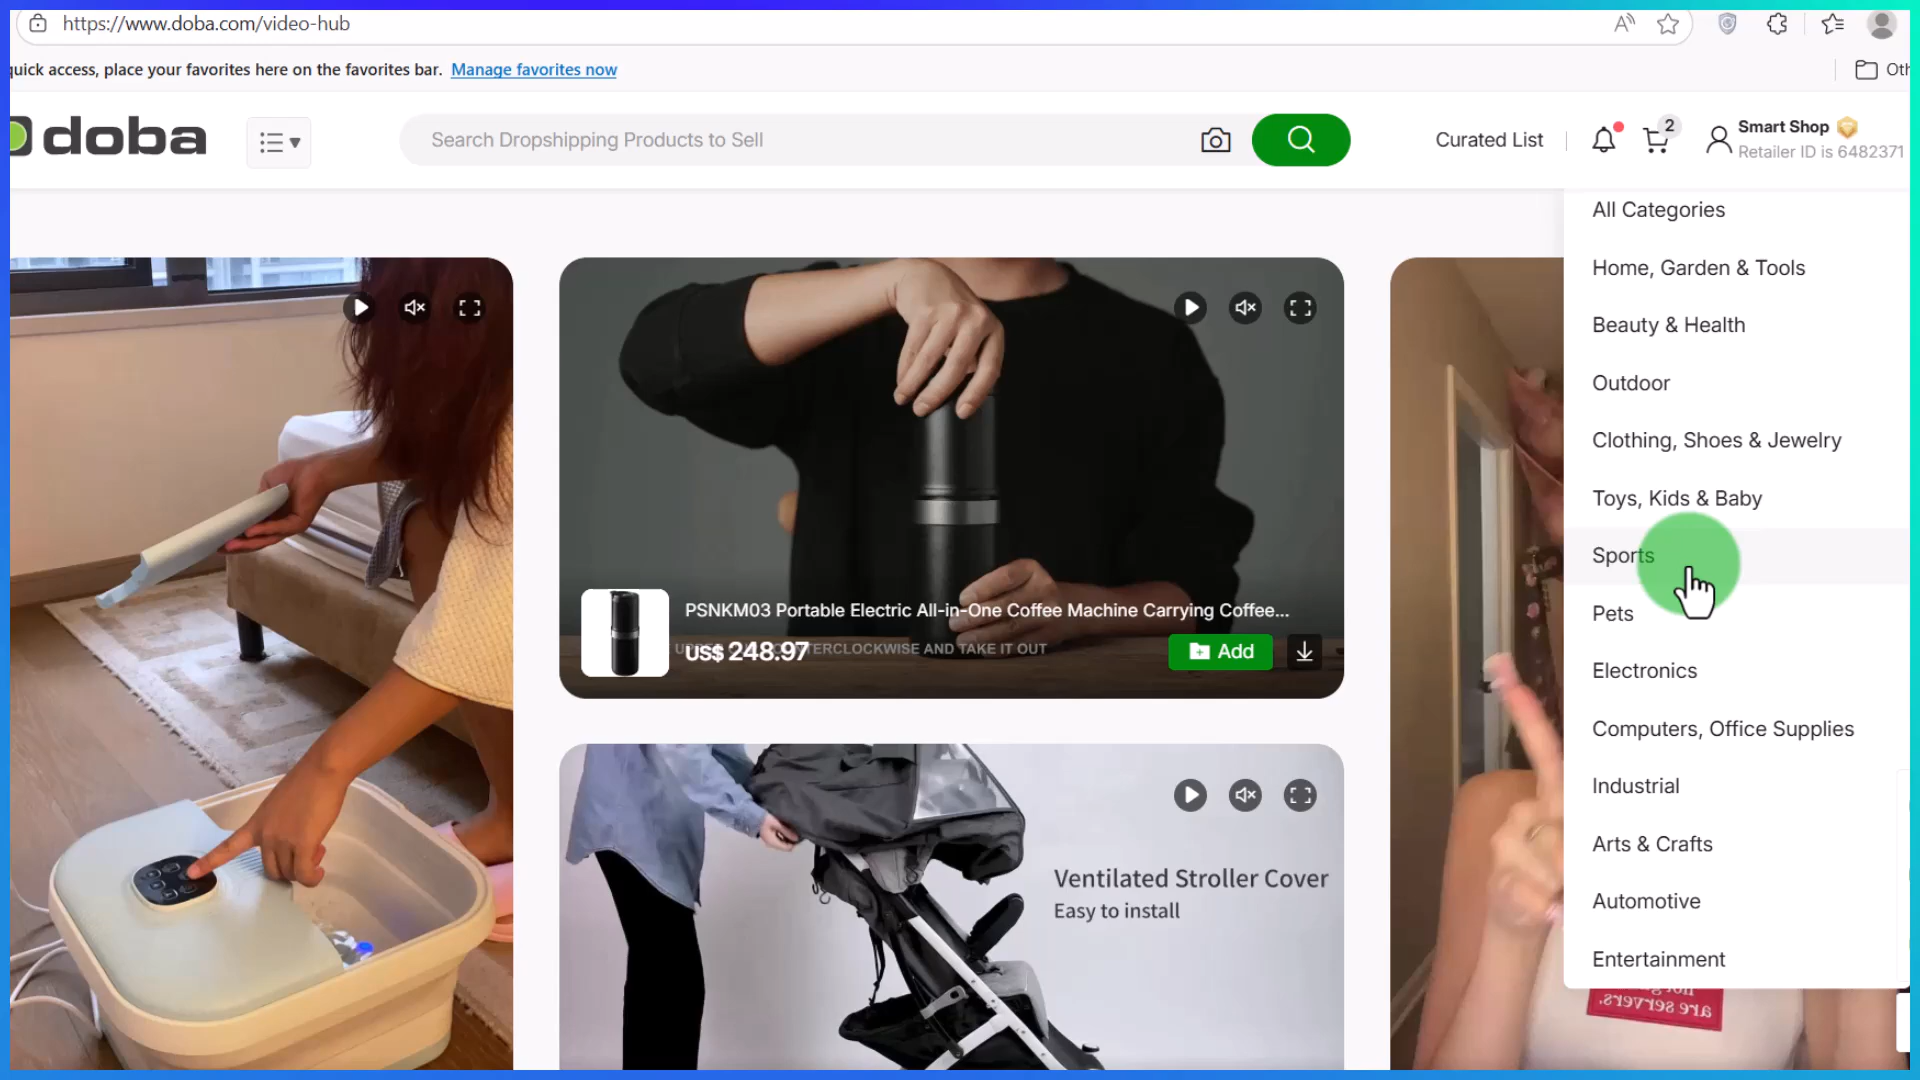 https://www.doba.com/video-hub
quick access, place your favorites here on the favorites bar. Manage favorites now
doba
Search Dropshipping Products to Sell
Curated List
2
Smart Shop
Retailer ID is 6482371
All Categories
Home, Garden & Tools
Beauty & Health
Outdoor
Clothing, Shoes & Jewelry
Toys, Kids & Baby
Sports
Pets
Electronics
Computers, Office Supplies
Industrial
Arts & Crafts
Automotive
Entertainment
PSNKM03 Portable Electric All-in-One Coffee Machine Carrying Coffee...
US$ 248.97
COUNTERCLOCKWISE AND TAKE IT OUT
Add
Ventilated Stroller Cover
Easy to install
are servers.